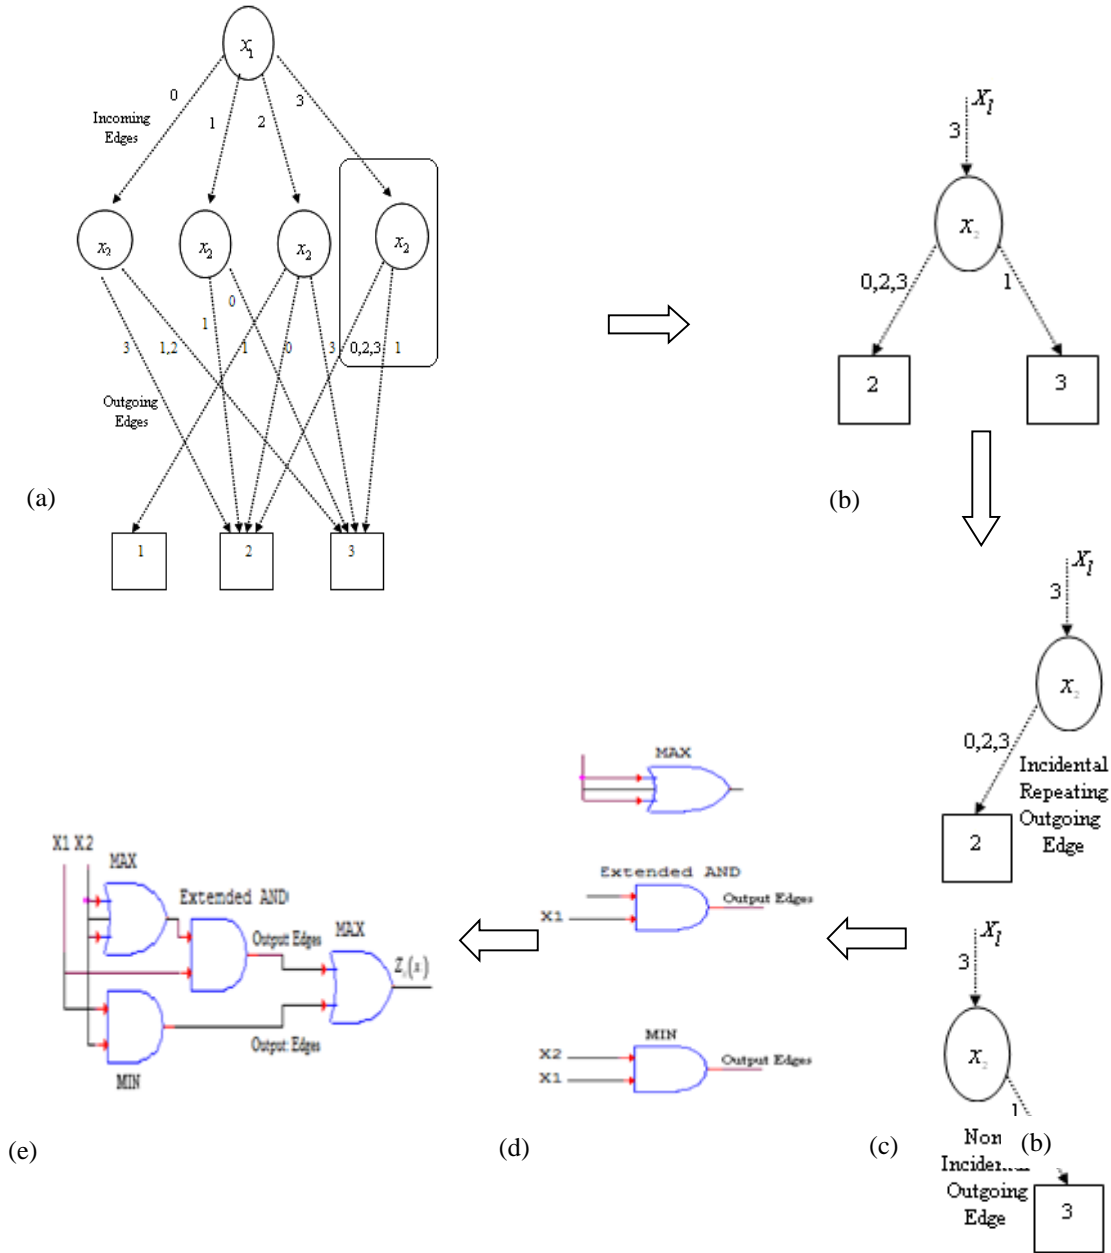 x1
0
1
2
3
Incoming
Edges
x2
x2
x2
x2
0
1
3
1,2
1
0
3
0,2,3
1
Outgoing
Edges
1
2
3
(a)
X l
3
x2
0,2,3
1
2
3
(b)
X l
3
x2
0,2,3
Incidental
Repeating
Outgoing
Edge
2
X l
3
x2
1
Non
Outgoing
Edge
3
(b)
(c)
MAX
Extended AND
X1
Output Edges
MIN
X2
X1
Output Edges
(d)
X1 X2
MAX
Extended AND
Output Edges
MAX
Output Edges
MIN
(e)